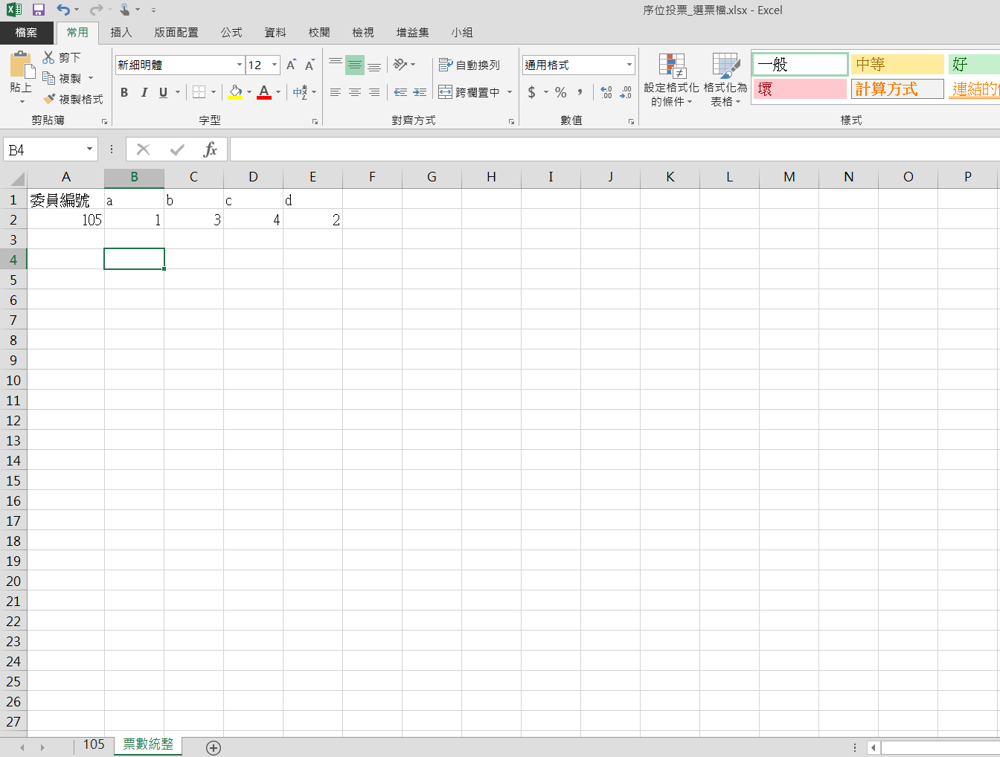 序位投票_選票檔.xlsx - Excel
檔案 常用 插入 版面配置 公式 資料 校閱 檢視 增益集 小組
貼上 剪下 複製 複製格式
新細明體 12
B I U A 中
自動換列
跨欄置中
通用格式
$ % ,
設定格式化的條件
格式化為表格
一般 中等 好
壞 計算方式
剪貼簿 字型 對齊方式 數值 樣式
B4 fx
A B C D E F G H I J K L M N O P
1 委員編號 a b c d
2 105 1 3 4 2
3
4
5
6
7
8
9
10
11
12
13
14
15
16
17
18
19
20
21
22
23
24
25
26
27
105 票數統整